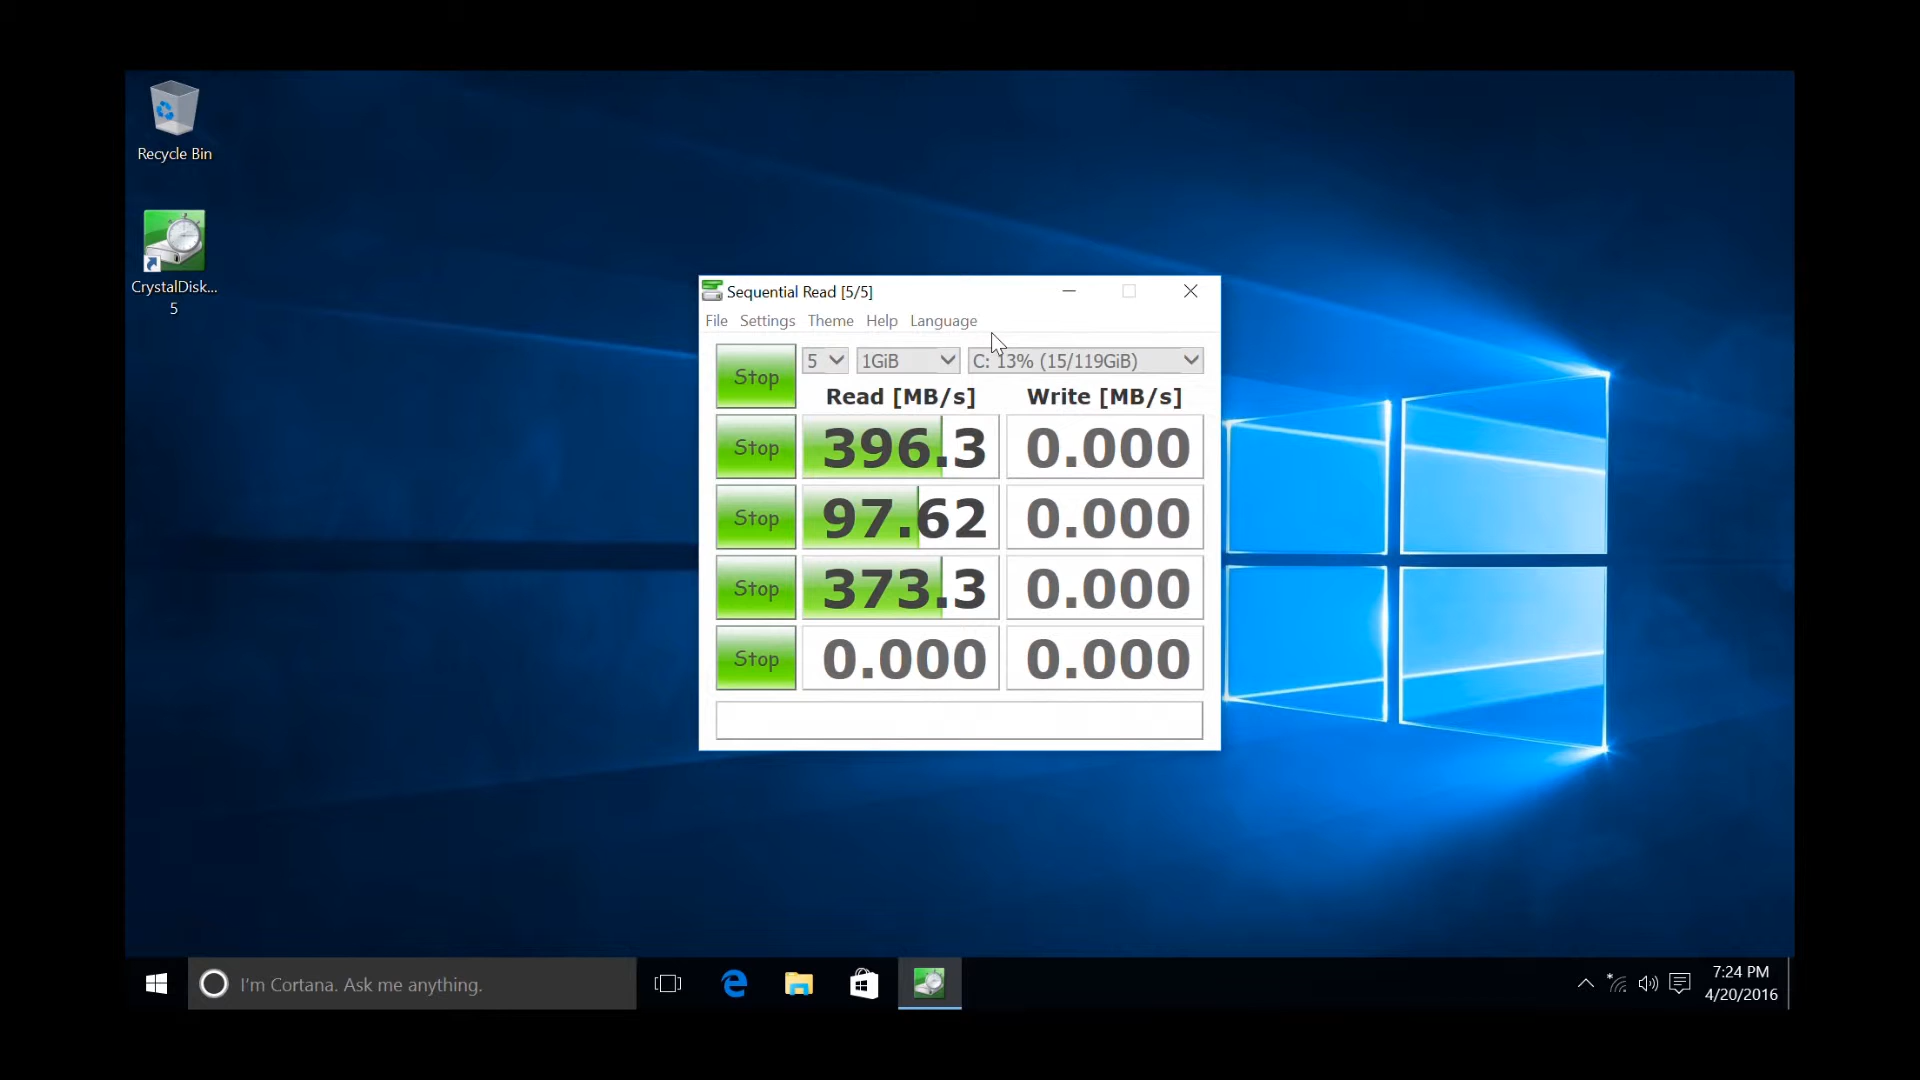 Recycle Bin
CrystalDisk...
5
Sequential Read [5/5]
File Settings Theme Help Language
Stop 5 1GiB C: 13% (15/119GiB)
Read [MB/s] Write [MB/s]
Stop 396.3 0.000
Stop 97.62 0.000
Stop 373.3 0.000
Stop 0.000 0.000
I'm Cortana. Ask me anything.
7:24 PM
4/20/2016